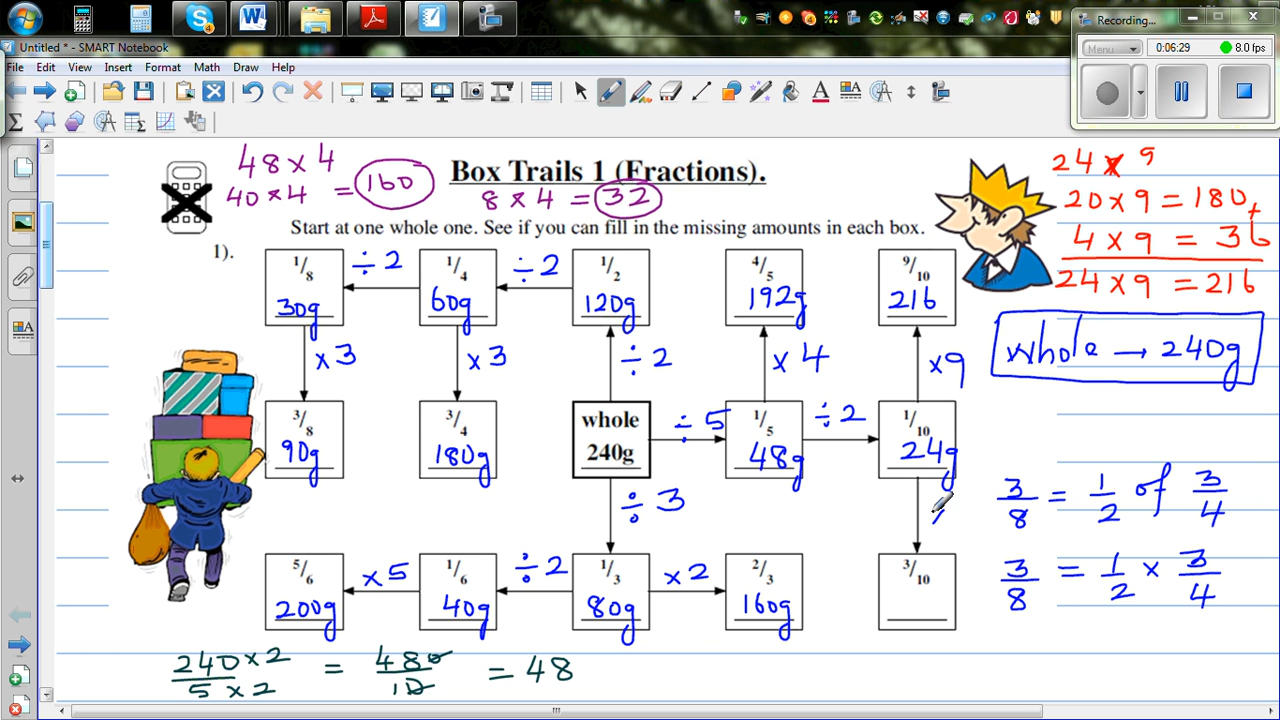 Untitled * - SMART Notebook
Recording...
Menu
0:06:29
8.0 fps
File Edit View Insert Format Math Draw Help
48 × 4
40 × 4 = 160
8 × 4 = 32
Box Trails 1 (Fractions).
24 × 9
20 × 9 = 180 +
4 × 9 = 36
24 × 9 = 216
Start at one whole one. See if you can fill in the missing amounts in each box.
1).
1/8 ÷2 1/4 ÷2 1/2 4/5 9/10
30g 60g 120g 192g 216
×3 ×3 ÷2 ×4 ×9
whole → 240g
3/8 3/4 whole ÷5 1/5 ÷2 1/10
90g 180g 240g 48g 24g
÷3
3/8 = 1/2 of 3/4
5/6 ×5 1/6 ÷2 1/3 ×2 2/3 3/10
200g 40g 80g 160g
3/8 = 1/2 × 3/4
240×2/5×2 = 480/10 = 48